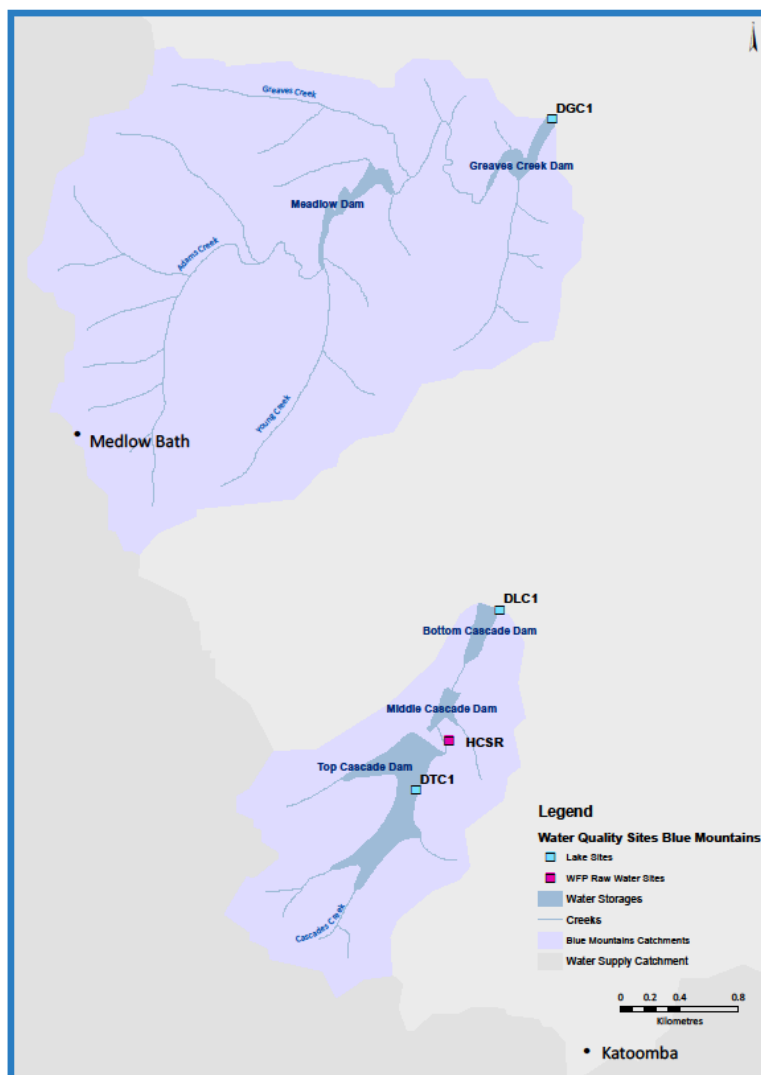 Greaves Creek
DGC1
Greaves Creek Dam
Meadlow Dam
Adams Creek
Young Creek
Medlow Bath
DLC1
Bottom Cascade Dam
Middle Cascade Dam
HCSR
Top Cascade Dam
DTC1
Cascades Creek
Legend
Water Quality Sites Blue Mountains
Lake Sites
WFP Raw Water Sites
Water Storages
Creeks
Blue Mountains Catchments
Water Supply Catchment
0 0.2 0.4 0.8
Kilometres
Katoomba